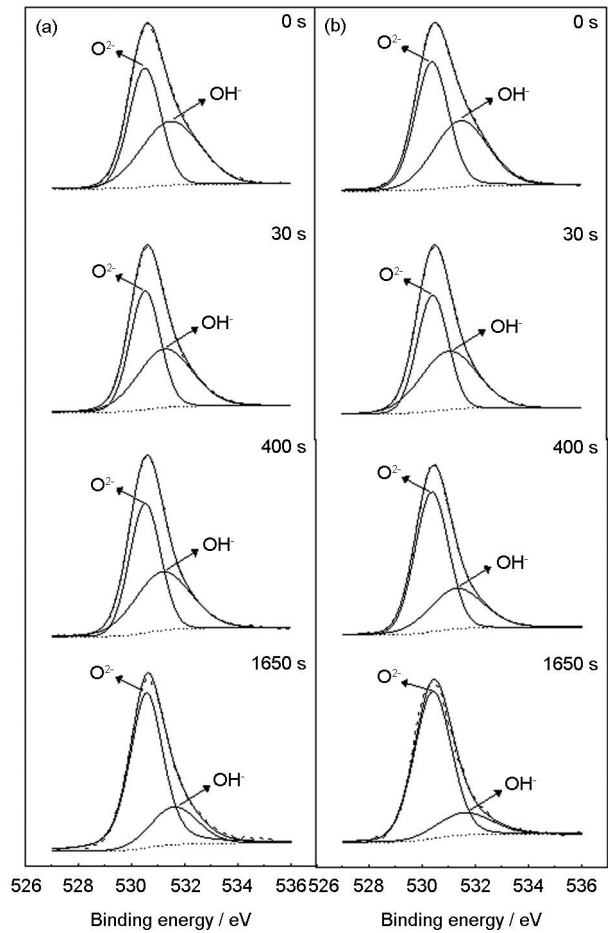 (a) 0 s (b) 0 s
O²⁻ O²⁻
OH⁻ OH⁻
30 s 30 s
O²⁻ O²⁻
OH⁻ OH⁻
400 s 400 s
O²⁻ O²⁻
OH⁻ OH⁻
1650 s 1650 s
O²⁻ O²⁻
OH⁻ OH⁻
526 528 530 532 534 536 526 528 530 532 534 536
Binding energy / eV Binding energy / eV